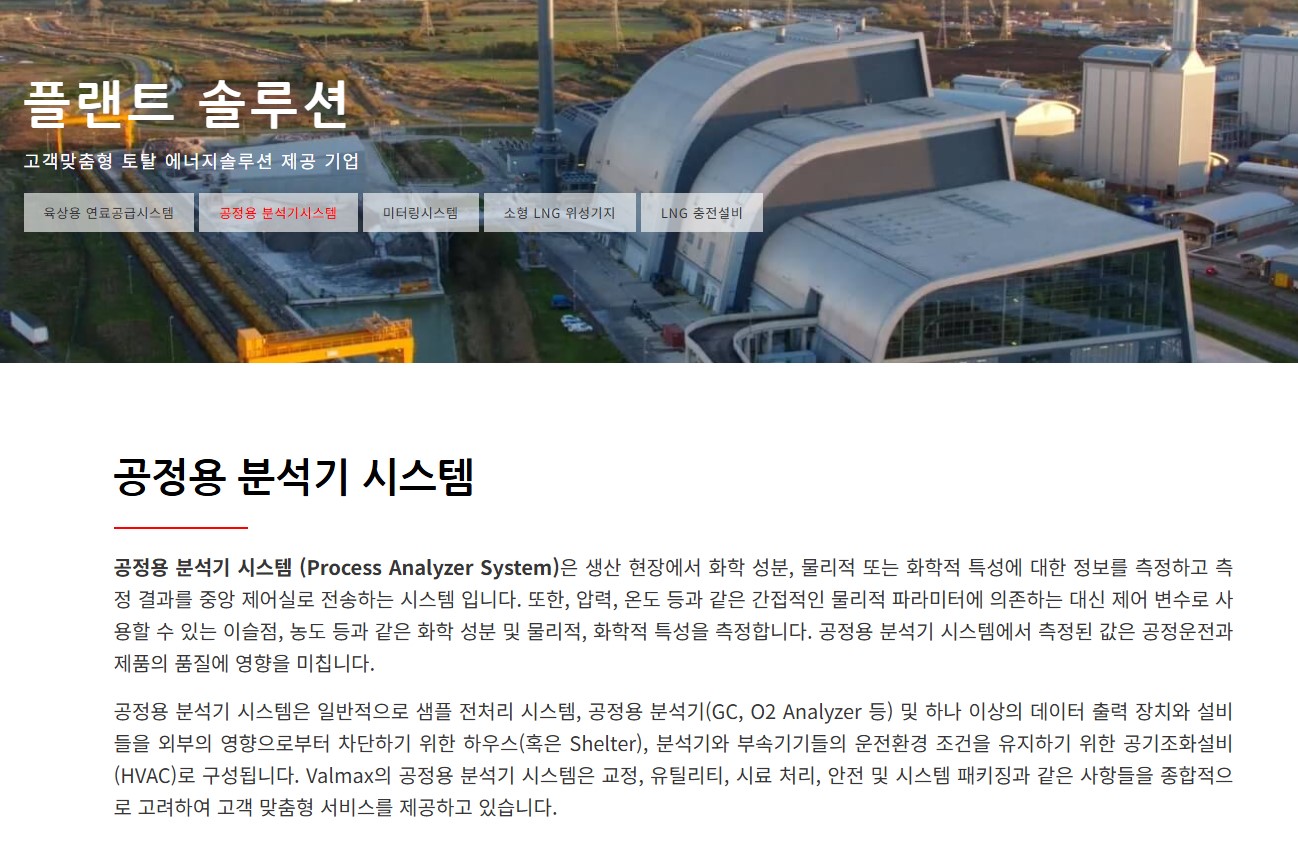 플랜트 솔루션
고객맞춤형 토탈 에너지솔루션 제공 기업
육상용 연료공급시스템 공정용 분석기시스템 미터링시스템 소형 LNG 위성기지 LNG 충전설비
공정용 분석기 시스템
공정용 분석기 시스템 (Process Analyzer System)은 생산 현장에서 화학 성분, 물리적 또는 화학적 특성에 대한 정보를 측정하고 측
정 결과를 중앙 제어실로 전송하는 시스템 입니다. 또한, 압력, 온도 등과 같은 간접적인 물리적 파라미터에 의존하는 대신 제어 변수로 사
용할 수 있는 이슬점, 농도 등과 같은 화학 성분 및 물리적, 화학적 특성을 측정합니다. 공정용 분석기 시스템에서 측정된 값은 공정운전과
제품의 품질에 영향을 미칩니다.
공정용 분석기 시스템은 일반적으로 샘플 전처리 시스템, 공정용 분석기(GC, O2 Analyzer 등) 및 하나 이상의 데이터 출력 장치와 설비
들을 외부의 영향으로부터 차단하기 위한 하우스(혹은 Shelter), 분석기와 부속기기들의 운전환경 조건을 유지하기 위한 공기조화설비
(HVAC)로 구성됩니다. Valmax의 공정용 분석기 시스템은 교정, 유틸리티, 시료 처리, 안전 및 시스템 패키징과 같은 사항들을 종합적으
로 고려하여 고객 맞춤형 서비스를 제공하고 있습니다.